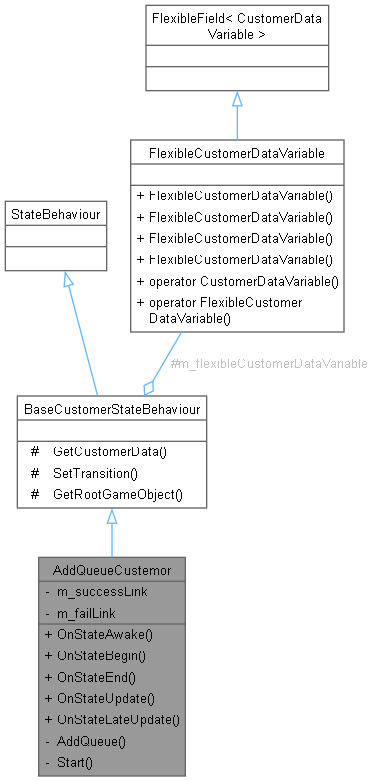 FlexibleField< CustomerData
Variable >
FlexibleCustomerDataVariable
+ FlexibleCustomerDataVariable()
+ FlexibleCustomerDataVariable()
+ FlexibleCustomerDataVariable()
+ FlexibleCustomerDataVariable()
+ operator CustomerDataVariable()
+ operator FlexibleCustomer
DataVariable()
StateBehaviour
#m_flexibleCustomerDataVariable
BaseCustomerStateBehaviour
# GetCustomerData()
# SetTransition()
# GetRootGameObject()
AddQueueCustemor
- m_successLink
- m_failLink
+ OnStateAwake()
+ OnStateBegin()
+ OnStateEnd()
+ OnStateUpdate()
+ OnStateLateUpdate()
- AddQueue()
- Start()